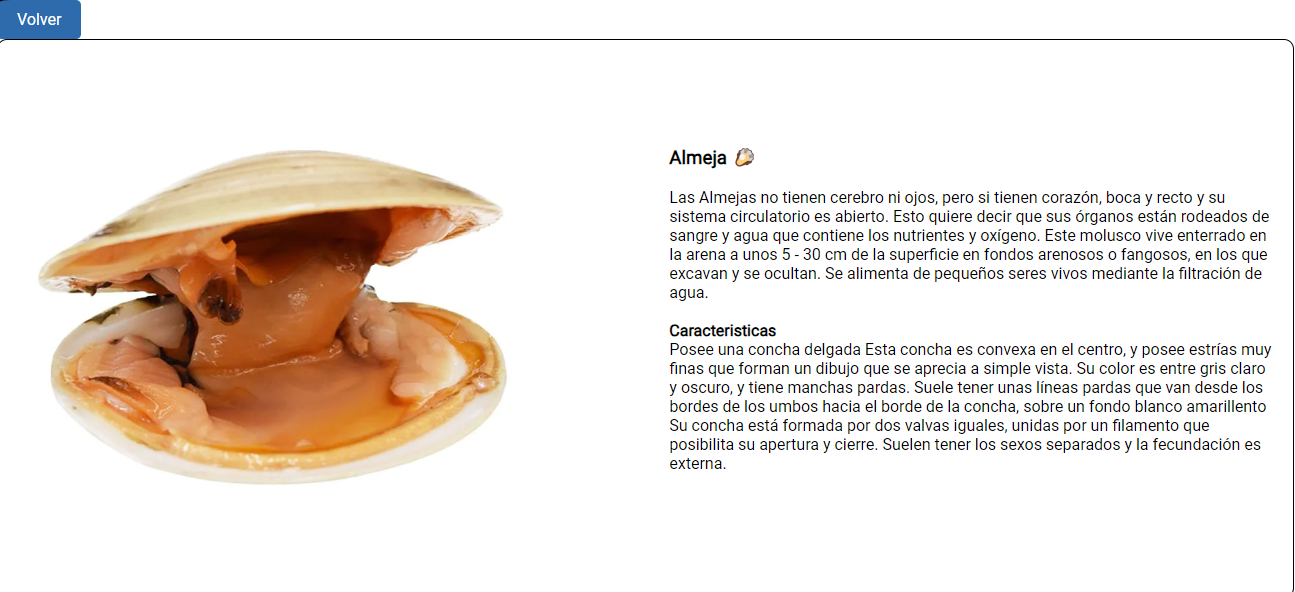 Volver
Almeja 🦪
Las Almejas no tienen cerebro ni ojos, pero si tienen corazón, boca y recto y su
sistema circulatorio es abierto. Esto quiere decir que sus órganos están rodeados de
sangre y agua que contiene los nutrientes y oxígeno. Este molusco vive enterrado en
la arena a unos 5 - 30 cm de la superficie en fondos arenosos o fangosos, en los que
excavan y se ocultan. Se alimenta de pequeños seres vivos mediante la filtración de
agua.
Caracteristicas
Posee una concha delgada Esta concha es convexa en el centro, y posee estrías muy
finas que forman un dibujo que se aprecia a simple vista. Su color es entre gris claro
y oscuro, y tiene manchas pardas. Suele tener unas líneas pardas que van desde los
bordes de los umbos hacia el borde de la concha, sobre un fondo blanco amarillento
Su concha está formada por dos valvas iguales, unidas por un filamento que
posibilita su apertura y cierre. Suelen tener los sexos separados y la fecundación es
externa.